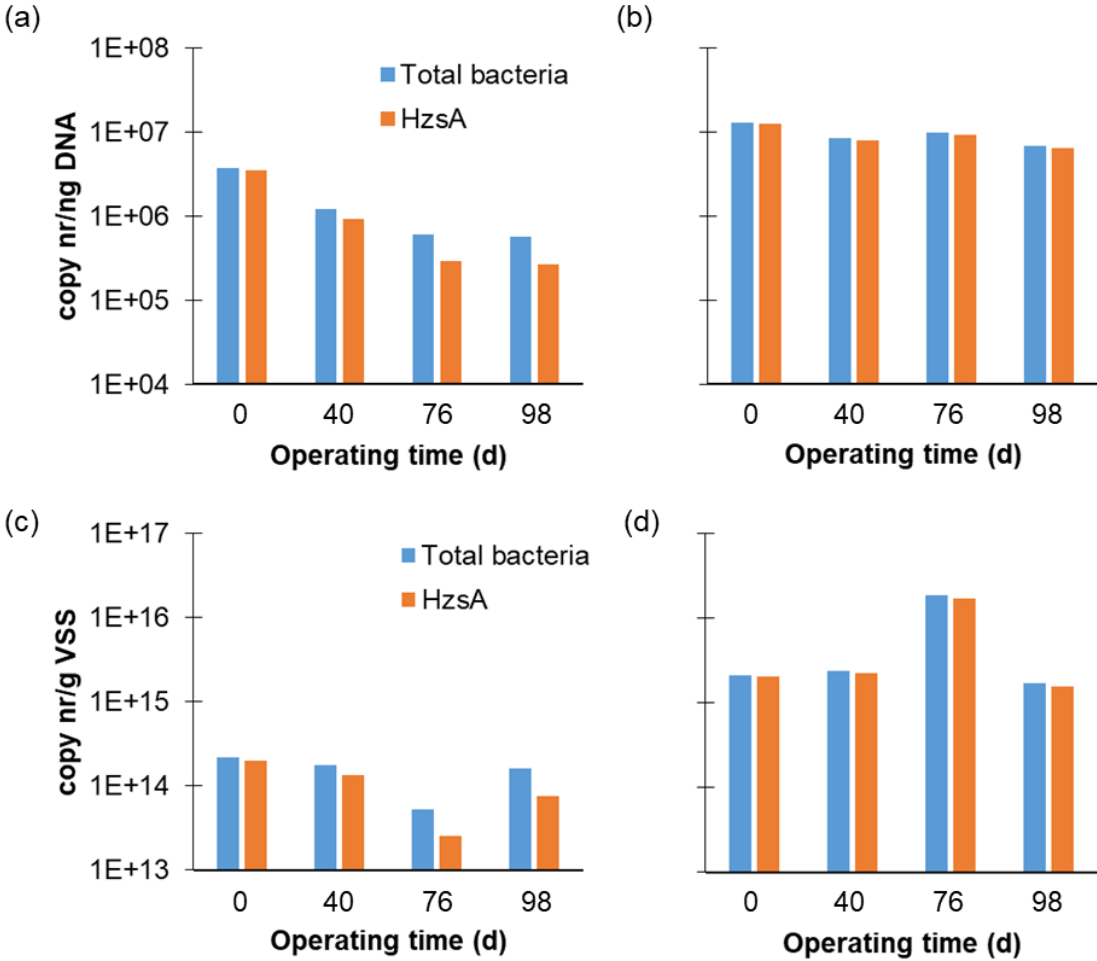 (a)
1E+08
1E+07
1E+06
1E+05
1E+04
copy nr/ng DNA
Total bacteria
HzsA
0 40 76 98
Operating time (d)
(b)
0 40 76 98
Operating time (d)
(c)
1E+17
1E+16
1E+15
1E+14
1E+13
copy nr/g VSS
Total bacteria
HzsA
0 40 76 98
Operating time (d)
(d)
0 40 76 98
Operating time (d)